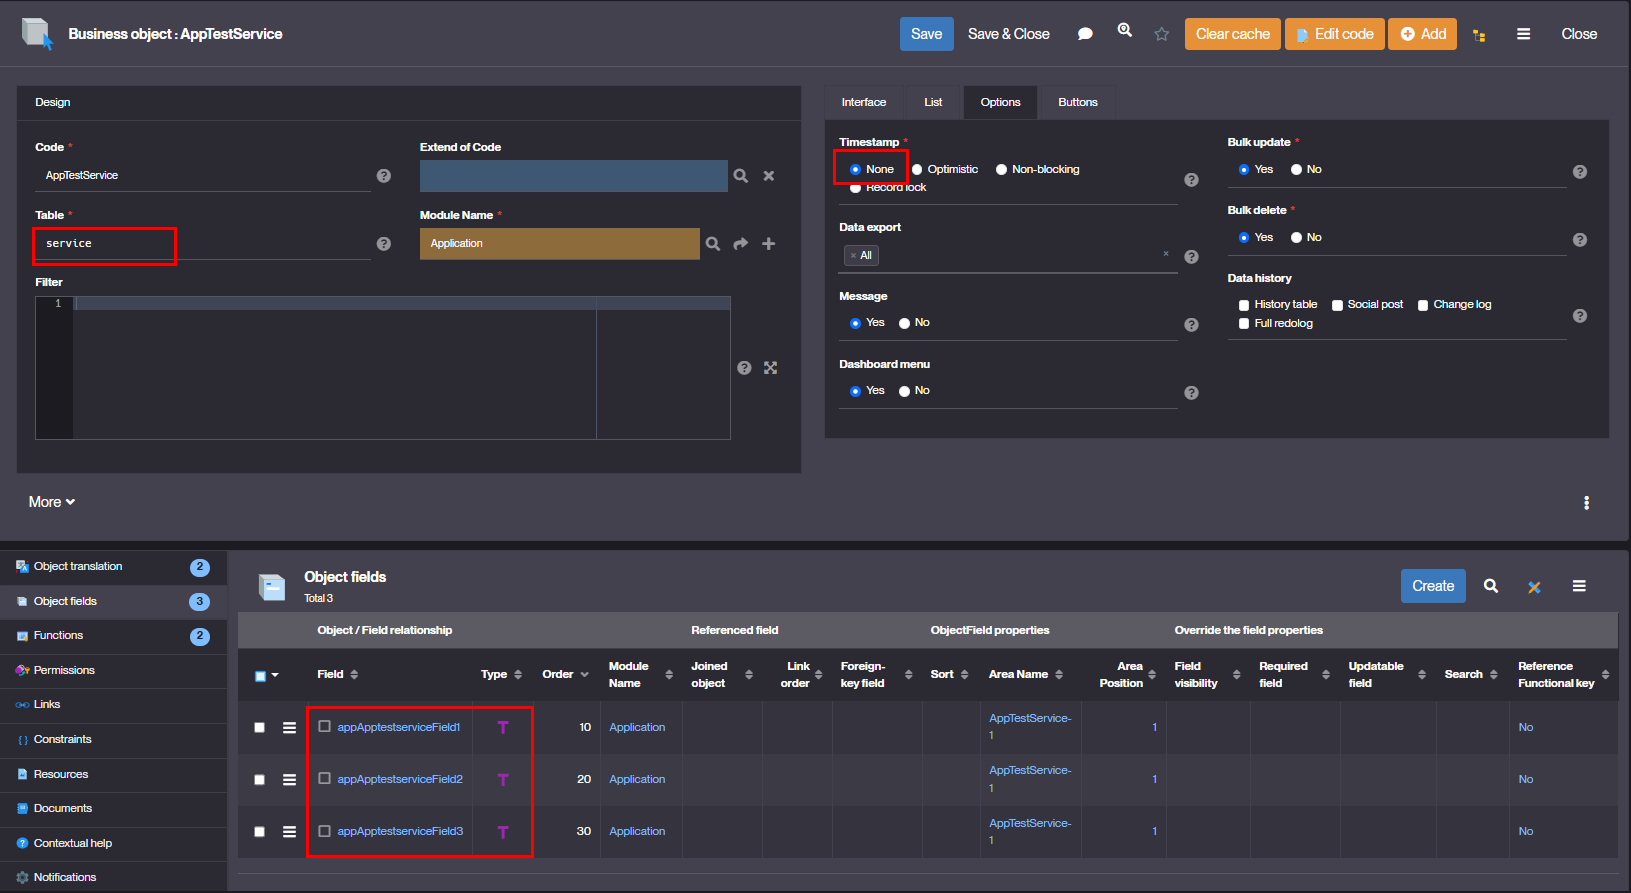 Business object : AppTestService
Save
Save & Close
Clear cache
Edit code
Add
Close
Design
Code *
AppTestService
Extend of Code
Table *
service
Module Name *
Application
Filter
1
Interface
List
Options
Buttons
Timestamp *
None
Optimistic
Non-blocking
Record lock
Data export
× All
×
Message
Yes
No
Dashboard menu
Yes
No
Bulk update *
Yes
No
Bulk delete *
Yes
No
Data history
History table
Social post
Change log
Full redolog
More
Object translation
2
Object fields
3
Functions
2
Permissions
Links
Constraints
Resources
Documents
Contextual help
Notifications
Object fields
Total 3
Create
Object / Field relationship
Referenced field
ObjectField properties
Override the field properties
Field
Type
Order
Module
Name
Joined
object
Link
order
Foreign-
key field
Sort
Area Name
Area
Position
Field
visibility
Required
field
Updatable
field
Search
Reference
Functional key
appApptestserviceField1
T
10
Application
AppTestService-
1
1
No
appApptestserviceField2
T
20
Application
AppTestService-
1
1
No
appApptestserviceField3
T
30
Application
AppTestService-
1
1
No